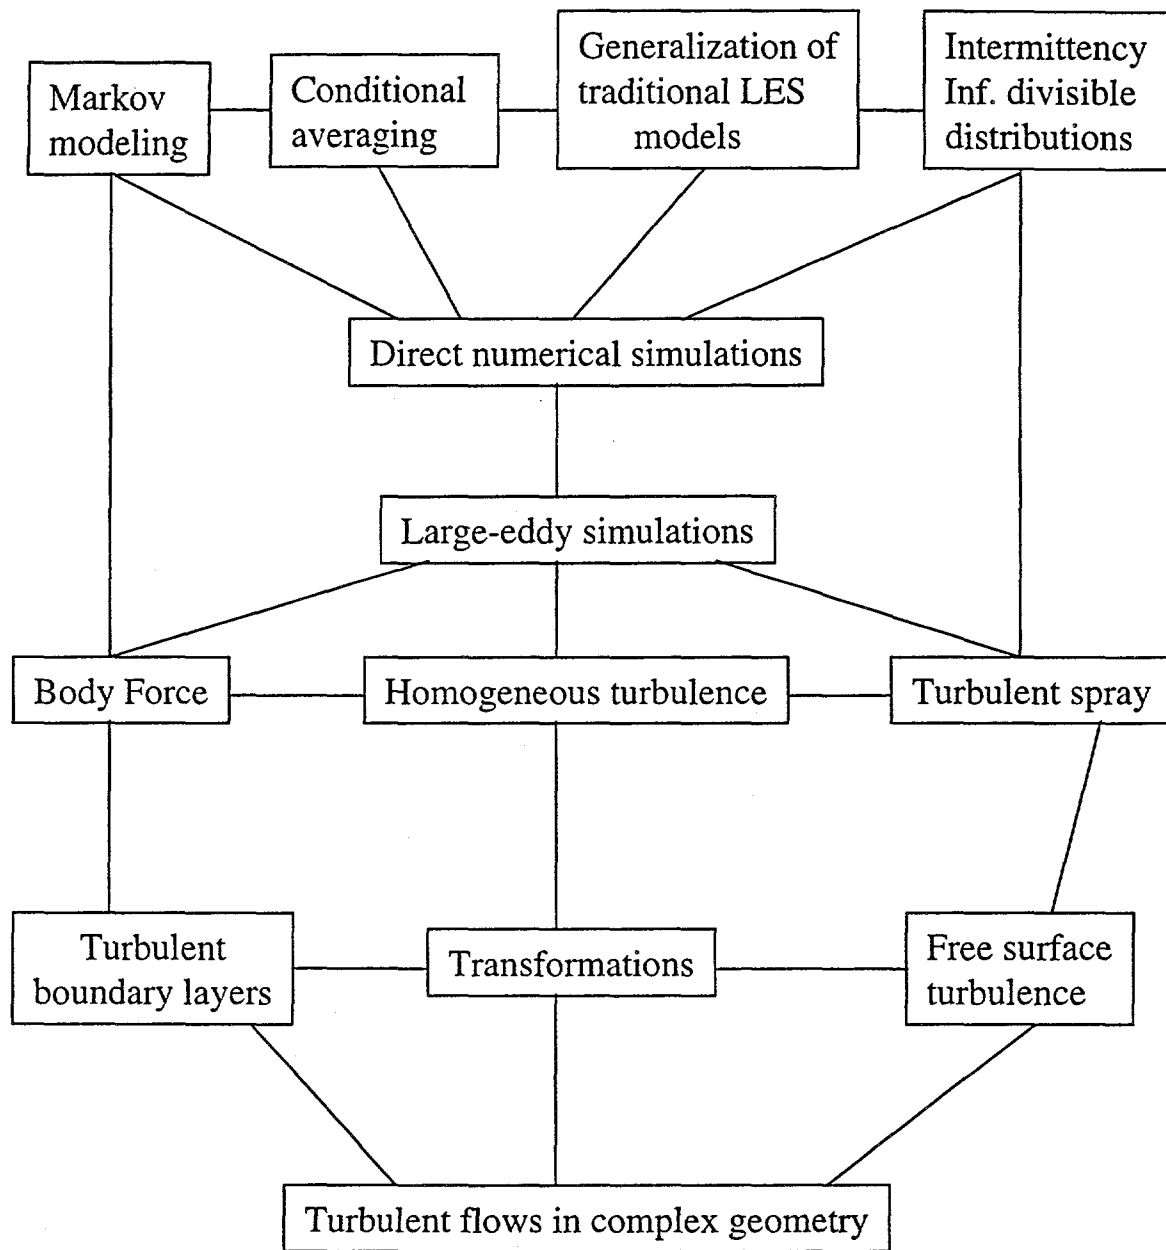 Markov
modeling
Conditional
averaging
Generalization of
traditional LES
models
Intermittency
Inf. divisible
distributions
Direct numerical simulations
Large-eddy simulations
Body Force
Homogeneous turbulence
Turbulent spray
Turbulent
boundary layers
Transformations
Free surface
turbulence
Turbulent flows in complex geometry